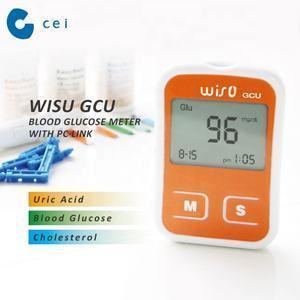 cei
WISU GCU
BLOOD GLUCOSE METER
WITH PC LINK
Uric Acid
Blood Glucose
Cholesterol
wisu GCU
Glu
96 mg/dL
8-15 pm 1:05
M S